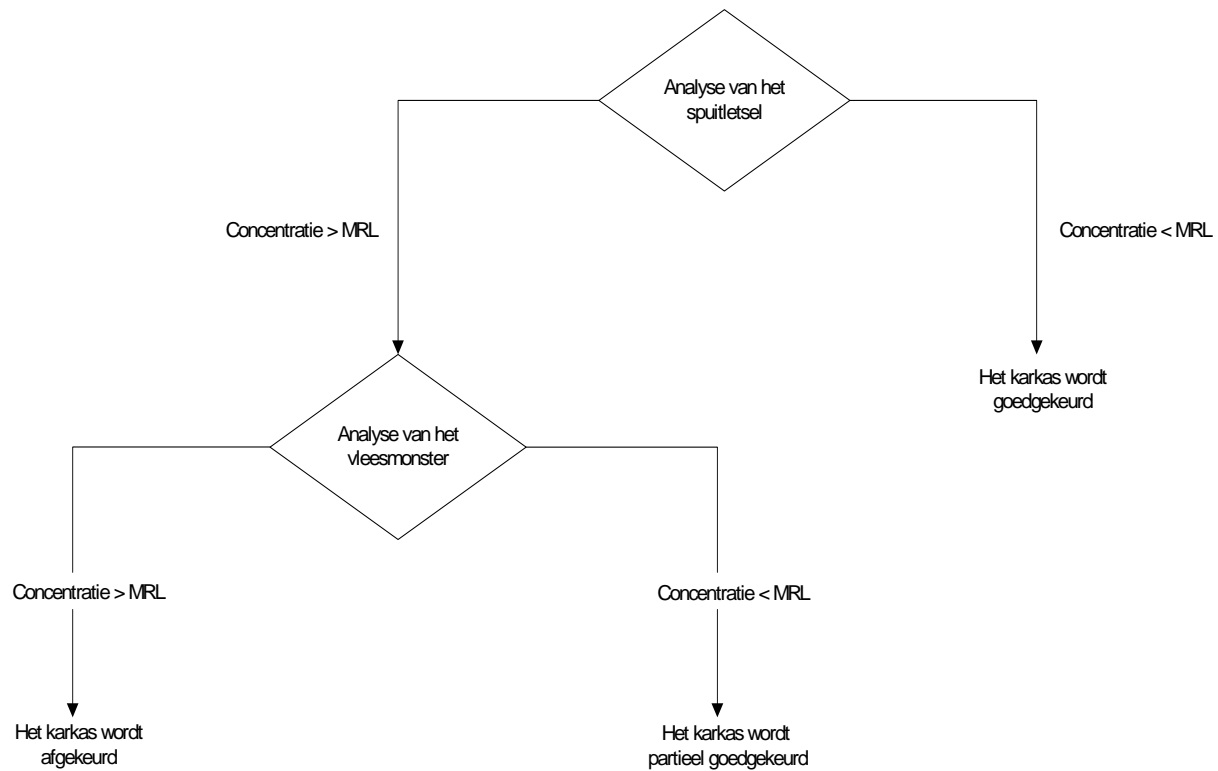 Analyse van het
spuitletsel
Concentratie > MRL
Concentratie < MRL
Het karkas wordt
goedgekeurd
Analyse van het
vleesmonster
Concentratie > MRL
Concentratie < MRL
Het karkas wordt
afgekeurd
Het karkas wordt
partieel goedgekeurd